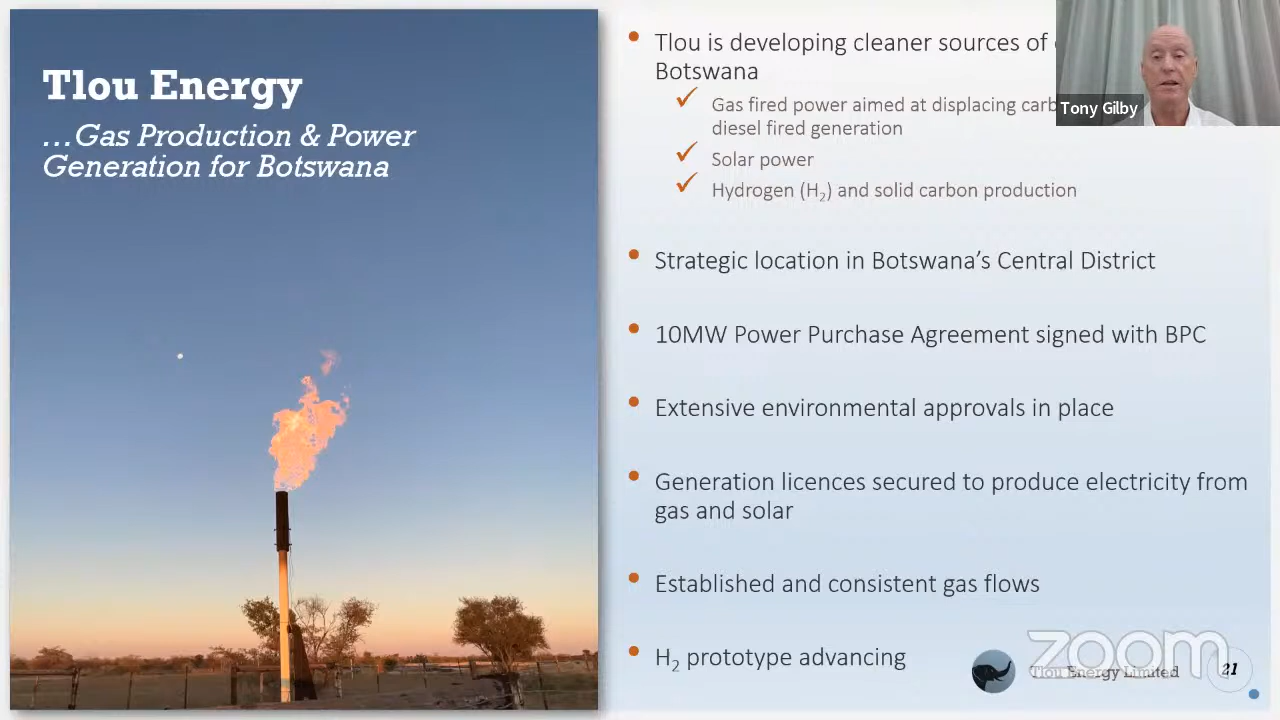 Tlou Energy
...Gas Production & Power
Generation for Botswana
• Tlou is developing cleaner sources of
Botswana
✓ Gas fired power aimed at displacing
diesel fired generation
✓ Solar power
✓ Hydrogen (H₂) and solid carbon production
• Strategic location in Botswana’s Central District
• 10MW Power Purchase Agreement signed with BPC
• Extensive environmental approvals in place
• Generation licences secured to produce electricity from
gas and solar
• Established and consistent gas flows
• H₂ prototype advancing
Tony Gilby
zoom
Tlou Energy Limited
21